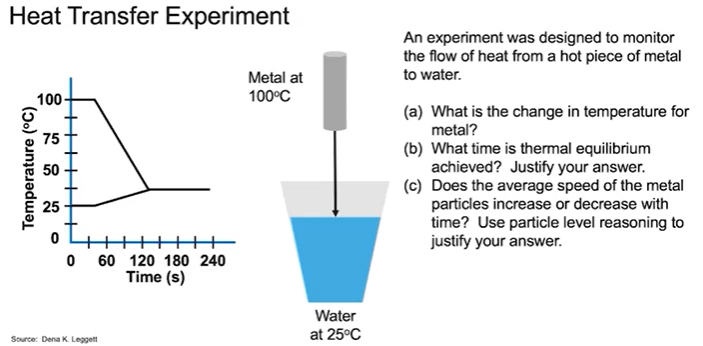 Heat Transfer Experiment
Temperature (°C)
100
75
50
25
0
0 60 120 180 240
Time (s)
Metal at
100°C
Water
at 25°C
An experiment was designed to monitor
the flow of heat from a hot piece of metal
to water.
(a) What is the change in temperature for
metal?
(b) What time is thermal equilibrium
achieved? Justify your answer.
(c) Does the average speed of the metal
particles increase or decrease with
time? Use particle level reasoning to
justify your answer.
Source: Dena K. Leggett